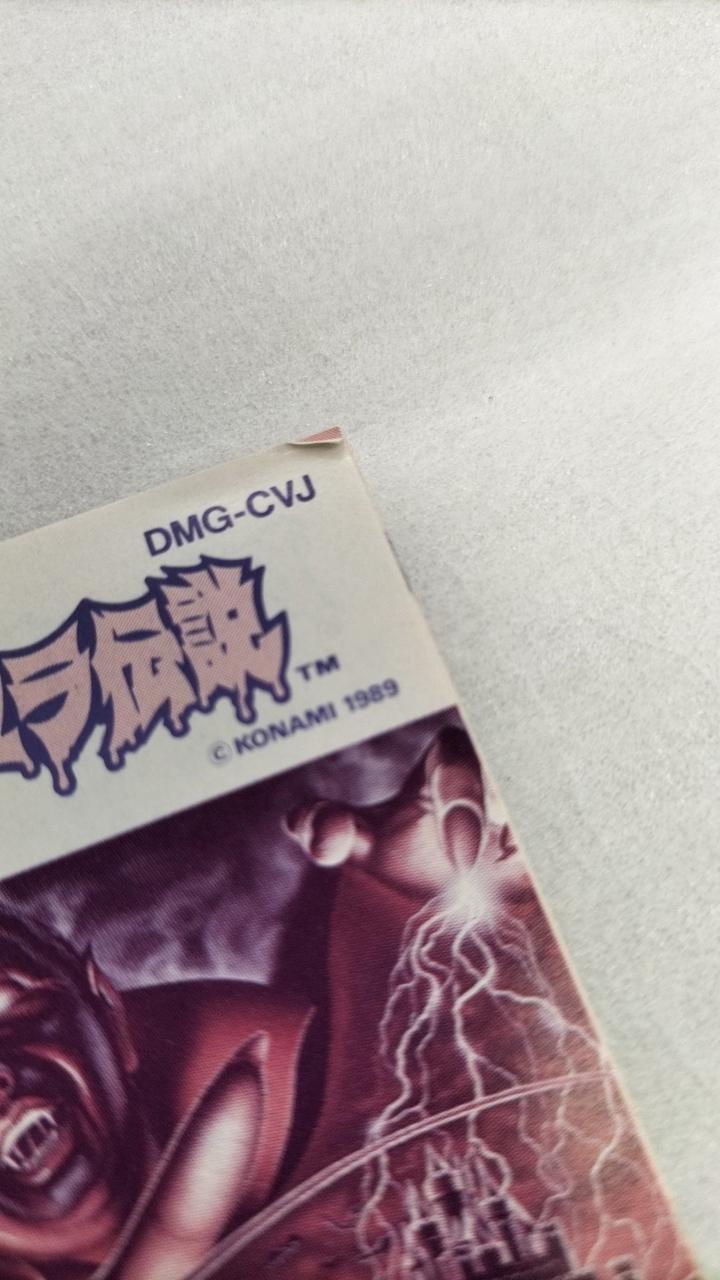 DMG-CVJ
ラ伝説 TM
©KONAMI 1989